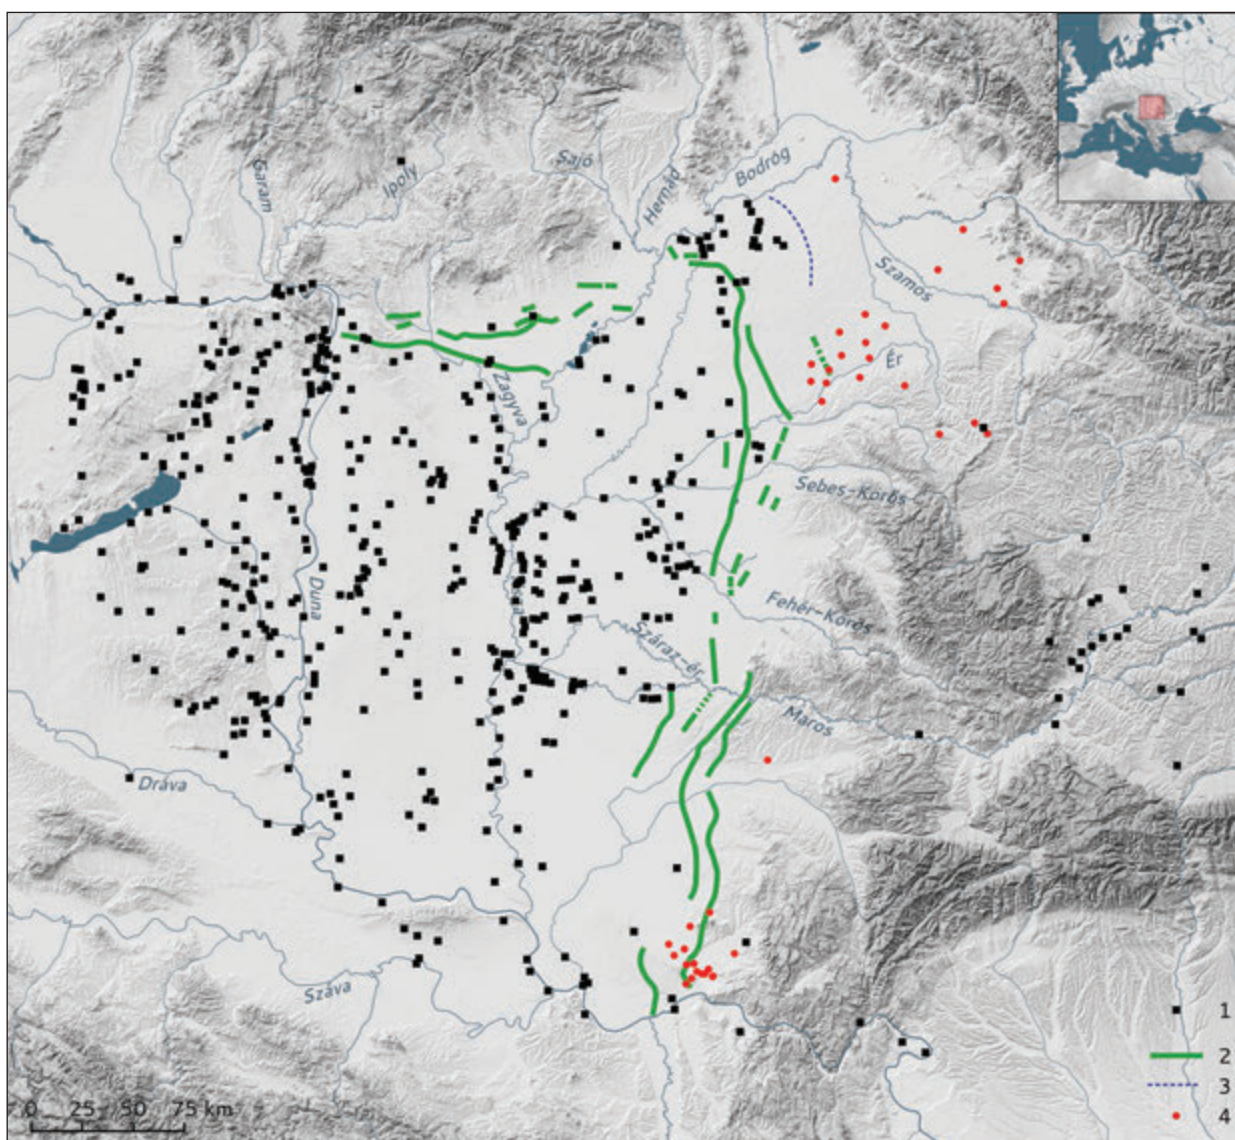 Garam
Ipoly
Sajó
Hernád
Bodróg
Szamos
Ér
Zagyva
Sebes-Körös
Duna
Fehér-Körös
Száraz-ér
Maros
Dráva
Száva
1
2
3
4
0 25 50 75 km